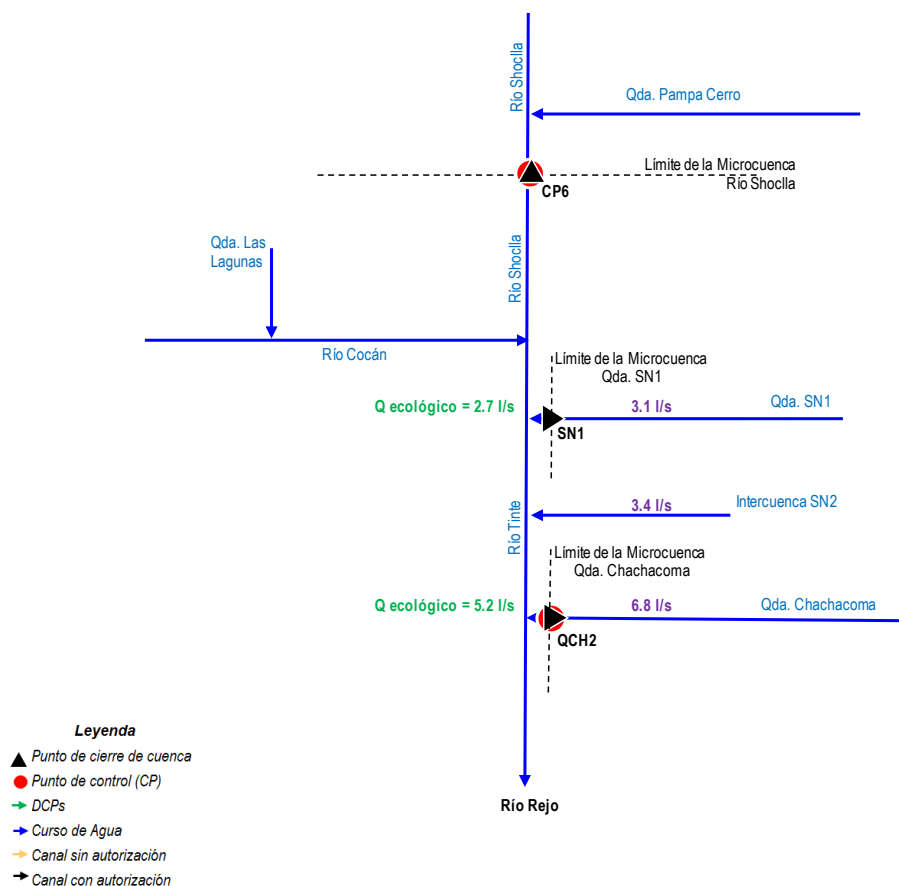 Río Shoclla
Qda. Pampa Cerro
Límite de la Microcuenca
Río Shoclla
CP6
Río Shoclla
Qda. Las
Lagunas
Río Cocán
Límite de la Microcuenca
Qda. SN1
Q ecológico = 2.7 l/s
3.1 l/s
Qda. SN1
SN1
Río Tinte
3.4 l/s
Intercuenca SN2
Límite de la Microcuenca
Qda. Chachacoma
Q ecológico = 5.2 l/s
6.8 l/s
Qda. Chachacoma
QCH2
Río Rejo
Leyenda
Punto de cierre de cuenca
Punto de control (CP)
DCPs
Curso de Agua
Canal sin autorización
Canal con autorización